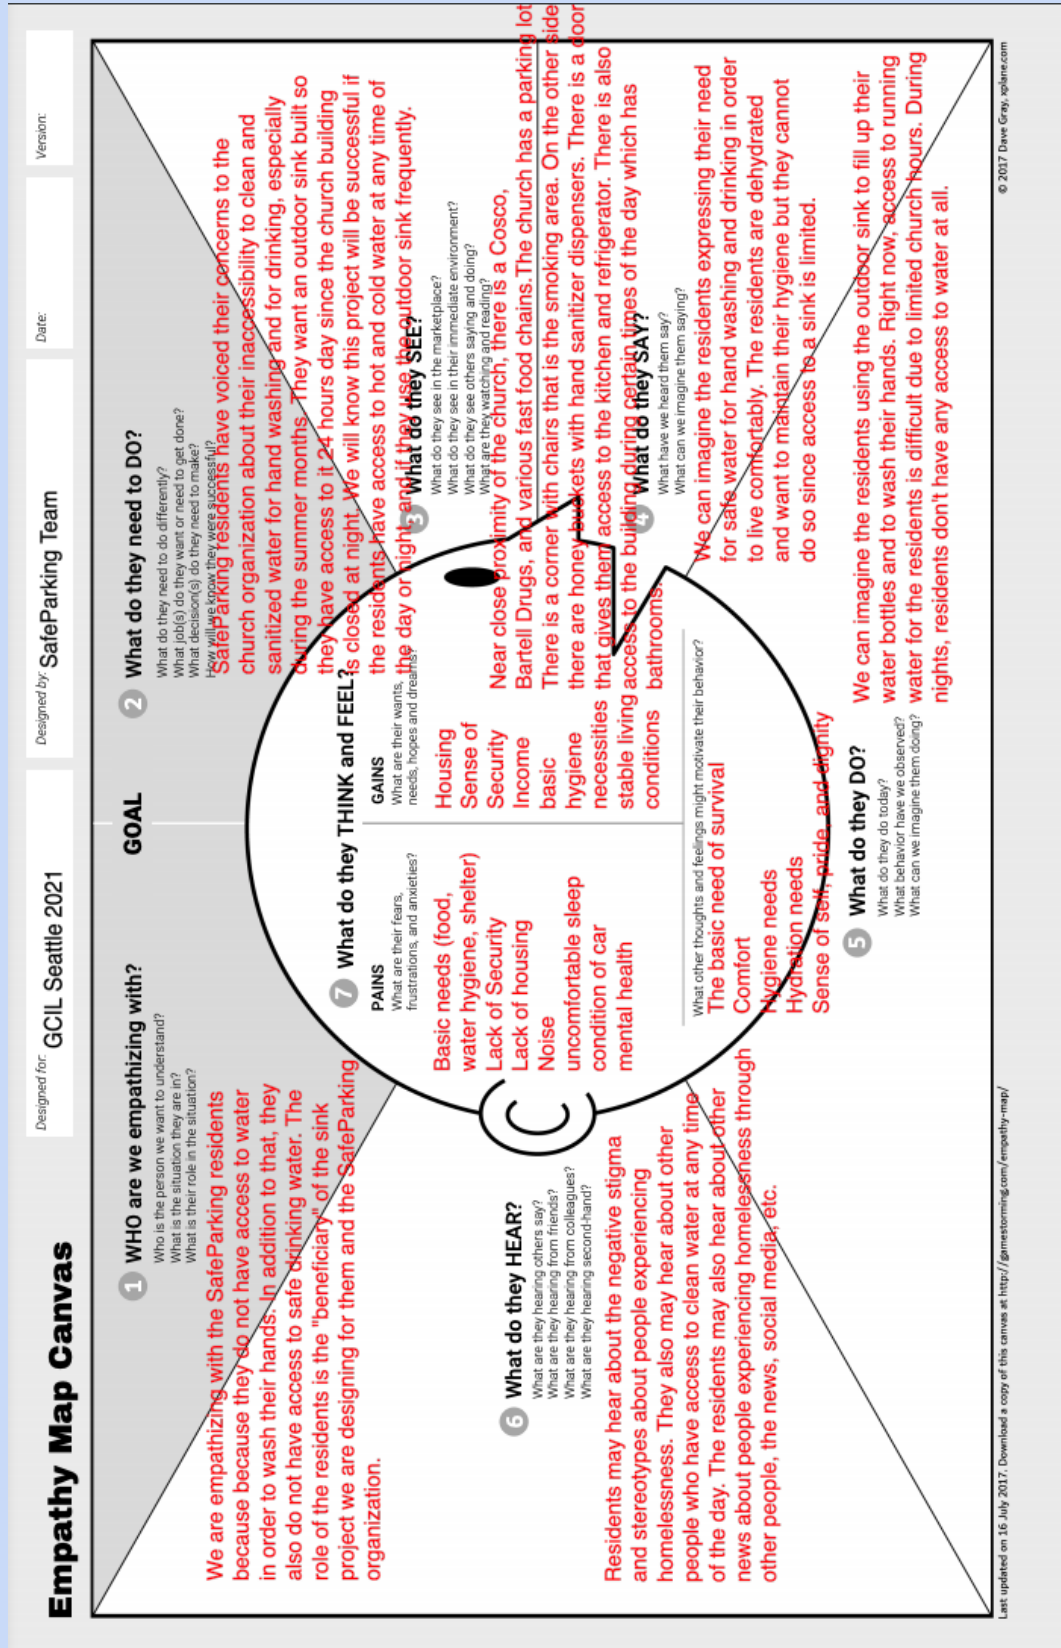 Empathy Map Canvas
Designed for:
GCIL Seattle 2021
Designed by:
SafeParking Team
Date:
Version:
GOAL
1 WHO are we empathizing with?
Who is the person we want to understand?
What is the situation they are in?
What is their role in the situation?
We are empathizing with the SafeParking residents
because because they do not have access to water
in order to wash their hands. In addition to that, they
also do not have access to safe drinking water. The
role of the residents is the "beneficiary" of the sink
project we are designing for them and the SafeParking
organization.
2 What do they need to DO?
What do they need to do differently?
What job(s) do they want or need to get done?
What decision(s) do they need to make?
How will we know they were successful?
SafeParking residents have voiced their concerns to the
church organization about their inaccessibility to clean and
sanitized water for hand washing and for drinking, especially
during the summer months. They want an outdoor sink built so
they have access to it 24 hours day since the church building
is closed at night. We will know this project will be successful if
the residents have access to hot and cold water at any time of
the day or night and if they use the outdoor sink frequently.
3 What do they SEE?
What do they see in the marketplace?
What do they see in their immediate environment?
What do they see others saying and doing?
What are they watching and reading?
Near close proximity of the church, there is a Cosco,
Bartell Drugs, and various fast food chains.The church has a parking lot
There is a corner with chairs that is the smoking area. On the other side
there are honey buckets with hand sanitizer dispensers. There is a door
that gives them access to the kitchen and refrigerator. There is also
access to the building during certain times of the day which has
bathrooms.
4 What do they SAY?
What have we heard them say?
What can we imagine them saying?
We can imagine the residents expressing their need
for safe water for hand washing and drinking in order
to live comfortably. The residents are dehydrated
and want to maintain their hygiene but they cannot
do so since access to a sink is limited.
5 What do they DO?
What do they do today?
What behavior have we observed?
What can we imagine them doing?
We can imagine the residents using the outdoor sink to fill up their
water bottles and to wash their hands. Right now, access to running
water for the residents is difficult due to limited church hours. During
nights, residents don't have any access to water at all.
6 What do they HEAR?
What are they hearing others say?
What are they hearing from friends?
What are they hearing from colleagues?
What are they hearing second-hand?
Residents may hear about the negative stigma
and stereotypes about people experiencing
homelessness. They also may hear about other
people who have access to clean water at any time
of the day. The residents may also hear about other
news about people experiencing homelessness through
other people, the news, social media, etc.
7 What do they THINK and FEEL?
PAINS
What are their fears,
frustrations, and anxieties?
Basic needs (food,
water hygiene, shelter)
Lack of Security
Lack of housing
Noise
uncomfortable sleep
condition of car
mental health
GAINS
What are their wants,
needs, hopes and dreams?
Housing
Sense of
Security
Income
basic
hygiene
necessities
stable living
conditions
What other thoughts and feelings might motivate their behavior?
The basic need of survival
Comfort
Hygiene needs
Hydration needs
Sense of self, pride, and dignity
Last updated on 16 July 2017. Download a copy of this canvas at http://gamestorming.com/empathy-map/
© 2017 Dave Gray, xplane.com